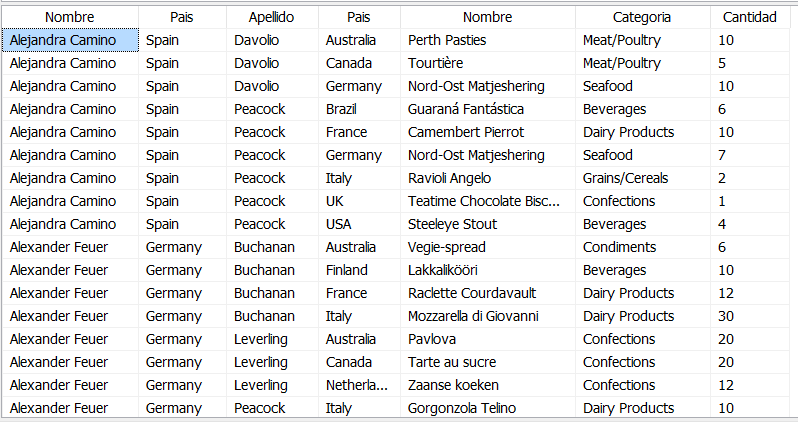 Nombre Pais Apellido Pais Nombre Categoria Cantidad
Alejandra Camino Spain Davolio Australia Perth Pasties Meat/Poultry 10
Alejandra Camino Spain Davolio Canada Tourtière Meat/Poultry 5
Alejandra Camino Spain Davolio Germany Nord-Ost Matjeshering Seafood 10
Alejandra Camino Spain Peacock Brazil Guaraná Fantástica Beverages 6
Alejandra Camino Spain Peacock France Camembert Pierrot Dairy Products 10
Alejandra Camino Spain Peacock Germany Nord-Ost Matjeshering Seafood 7
Alejandra Camino Spain Peacock Italy Ravioli Angelo Grains/Cereals 2
Alejandra Camino Spain Peacock UK Teatime Chocolate Bisc... Confections 1
Alejandra Camino Spain Peacock USA Steeleye Stout Beverages 4
Alexander Feuer Germany Buchanan Australia Vegie-spread Condiments 6
Alexander Feuer Germany Buchanan Finland Lakkalikööri Beverages 10
Alexander Feuer Germany Buchanan France Raclette Courdavault Dairy Products 12
Alexander Feuer Germany Buchanan Italy Mozzarella di Giovanni Dairy Products 30
Alexander Feuer Germany Leverling Australia Pavlova Confections 20
Alexander Feuer Germany Leverling Canada Tarte au sucre Confections 20
Alexander Feuer Germany Leverling Netherla... Zaanse koeken Confections 12
Alexander Feuer Germany Peacock Italy Gorgonzola Telino Dairy Products 10